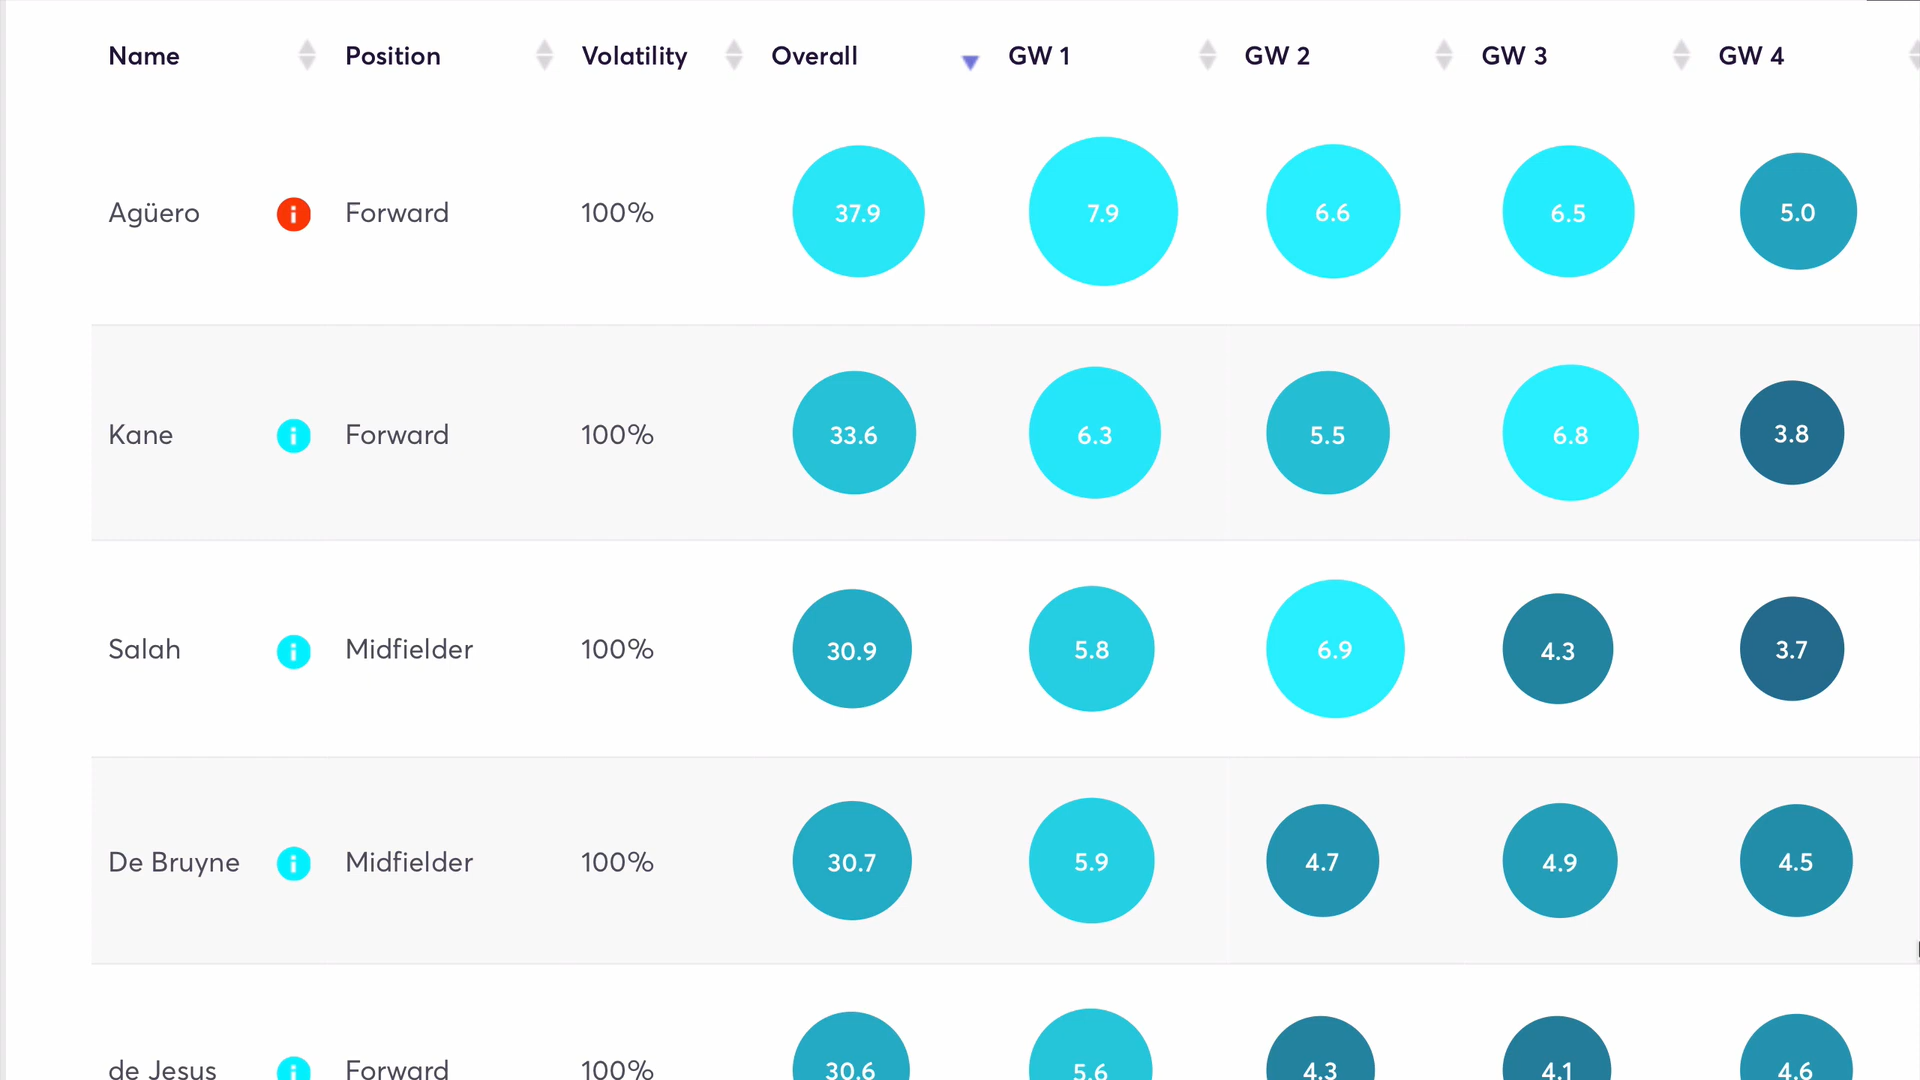 Name Position Volatility Overall GW 1 GW 2 GW 3 GW 4
Agüero i Forward 100% 37.9 7.9 6.6 6.5 5.0
Kane i Forward 100% 33.6 6.3 5.5 6.8 3.8
Salah i Midfielder 100% 30.9 5.8 6.9 4.3 3.7
De Bruyne i Midfielder 100% 30.7 5.9 4.7 4.9 4.5
de Jesus i Forward 100% 30.6 5.6 4.3 4.1 4.6